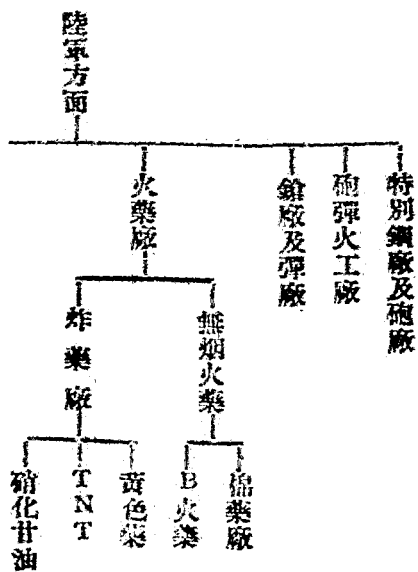 陸軍方面
特別鋼廠及砲廠
砲彈火工廠
鎗廠及彈廠
火藥廠
無烟火藥
炸藥廠
棉藥廠
B火藥
黃色藥
TNT
硝化甘油